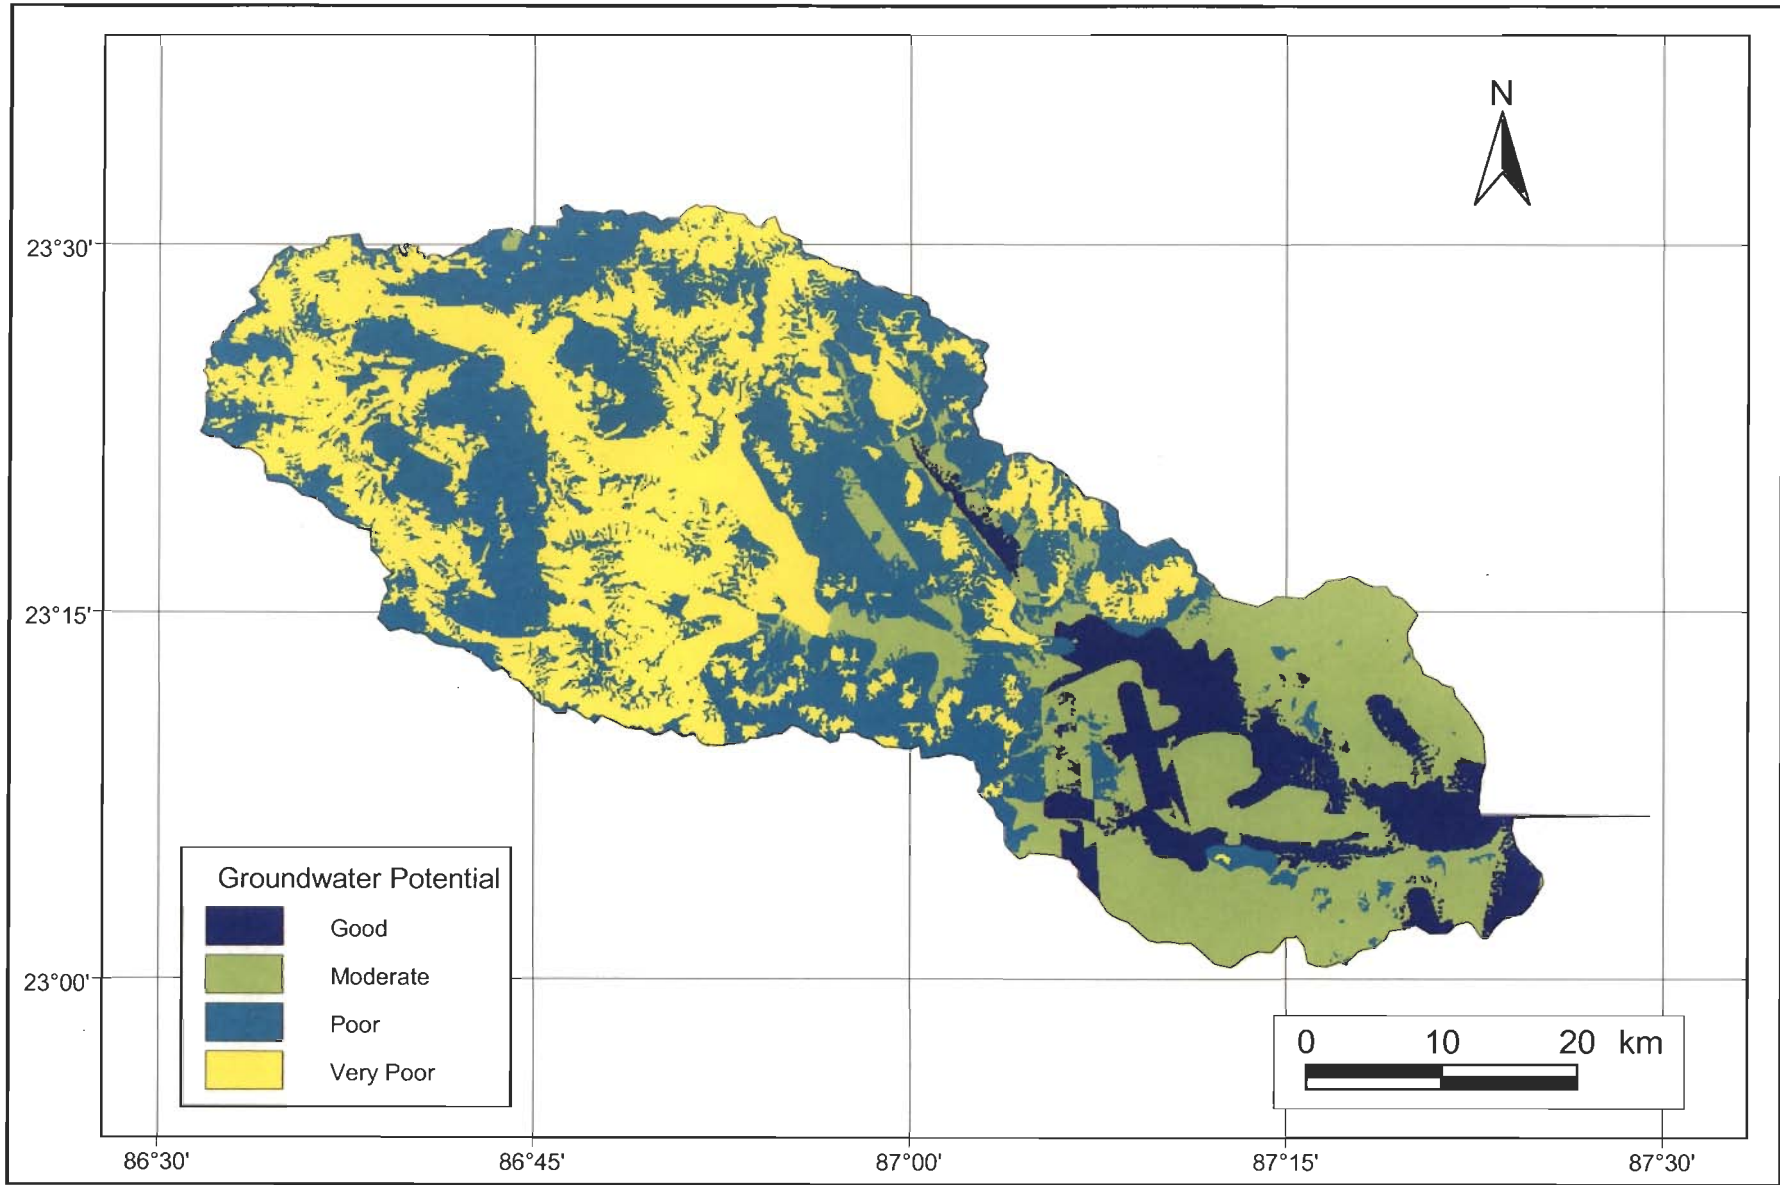 N
23°30'
23°15'
23°00'
Groundwater Potential
Good
Moderate
Poor
Very Poor
0 10 20 km
86°30' 86°45' 87°00' 87°15' 87°30'